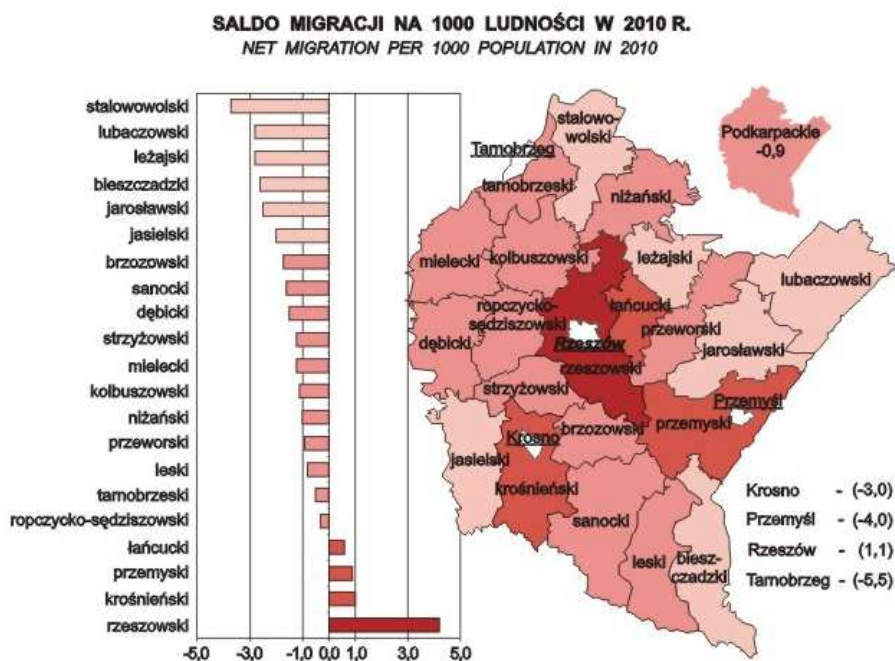 SALDO MIGRACJI NA 1000 LUDNOŚCI W 2010 R.
NET MIGRATION PER 1000 POPULATION IN 2010
stalowowolski
lubaczowski
leżajski
bieszczadzki
jarosławski
jasielski
brzozowski
sanocki
dębicki
strzyżowski
mielecki
kolbuszowski
niżański
przeworski
leski
tarnobrzeski
ropczycko-sędziszowski
łańcucki
przemyski
krośnieński
rzeszowski
-5,0
-3,0
-1,0
0,0
1,0
3,0
5,0
stalowo-
wolski
Tarnobrzeg
tarnobrzeski
niżański
mielecki
kolbuszowski
leżajski
lubaczowski
ropczycko-
sędziszowski
łańcucki
dębicki
Rzeszów
przeworski
jarosławski
rzeszowski
strzyżowski
Przemyśl
przemyski
Krosno
brzozowski
jasielski
krośnieński
sanocki
leski
biesz-
czadzki
Podkarpackie
-0,9
Krosno - (-3,0)
Przemyśl - (-4,0)
Rzeszów - (1,1)
Tarnobrzeg - (-5,5)